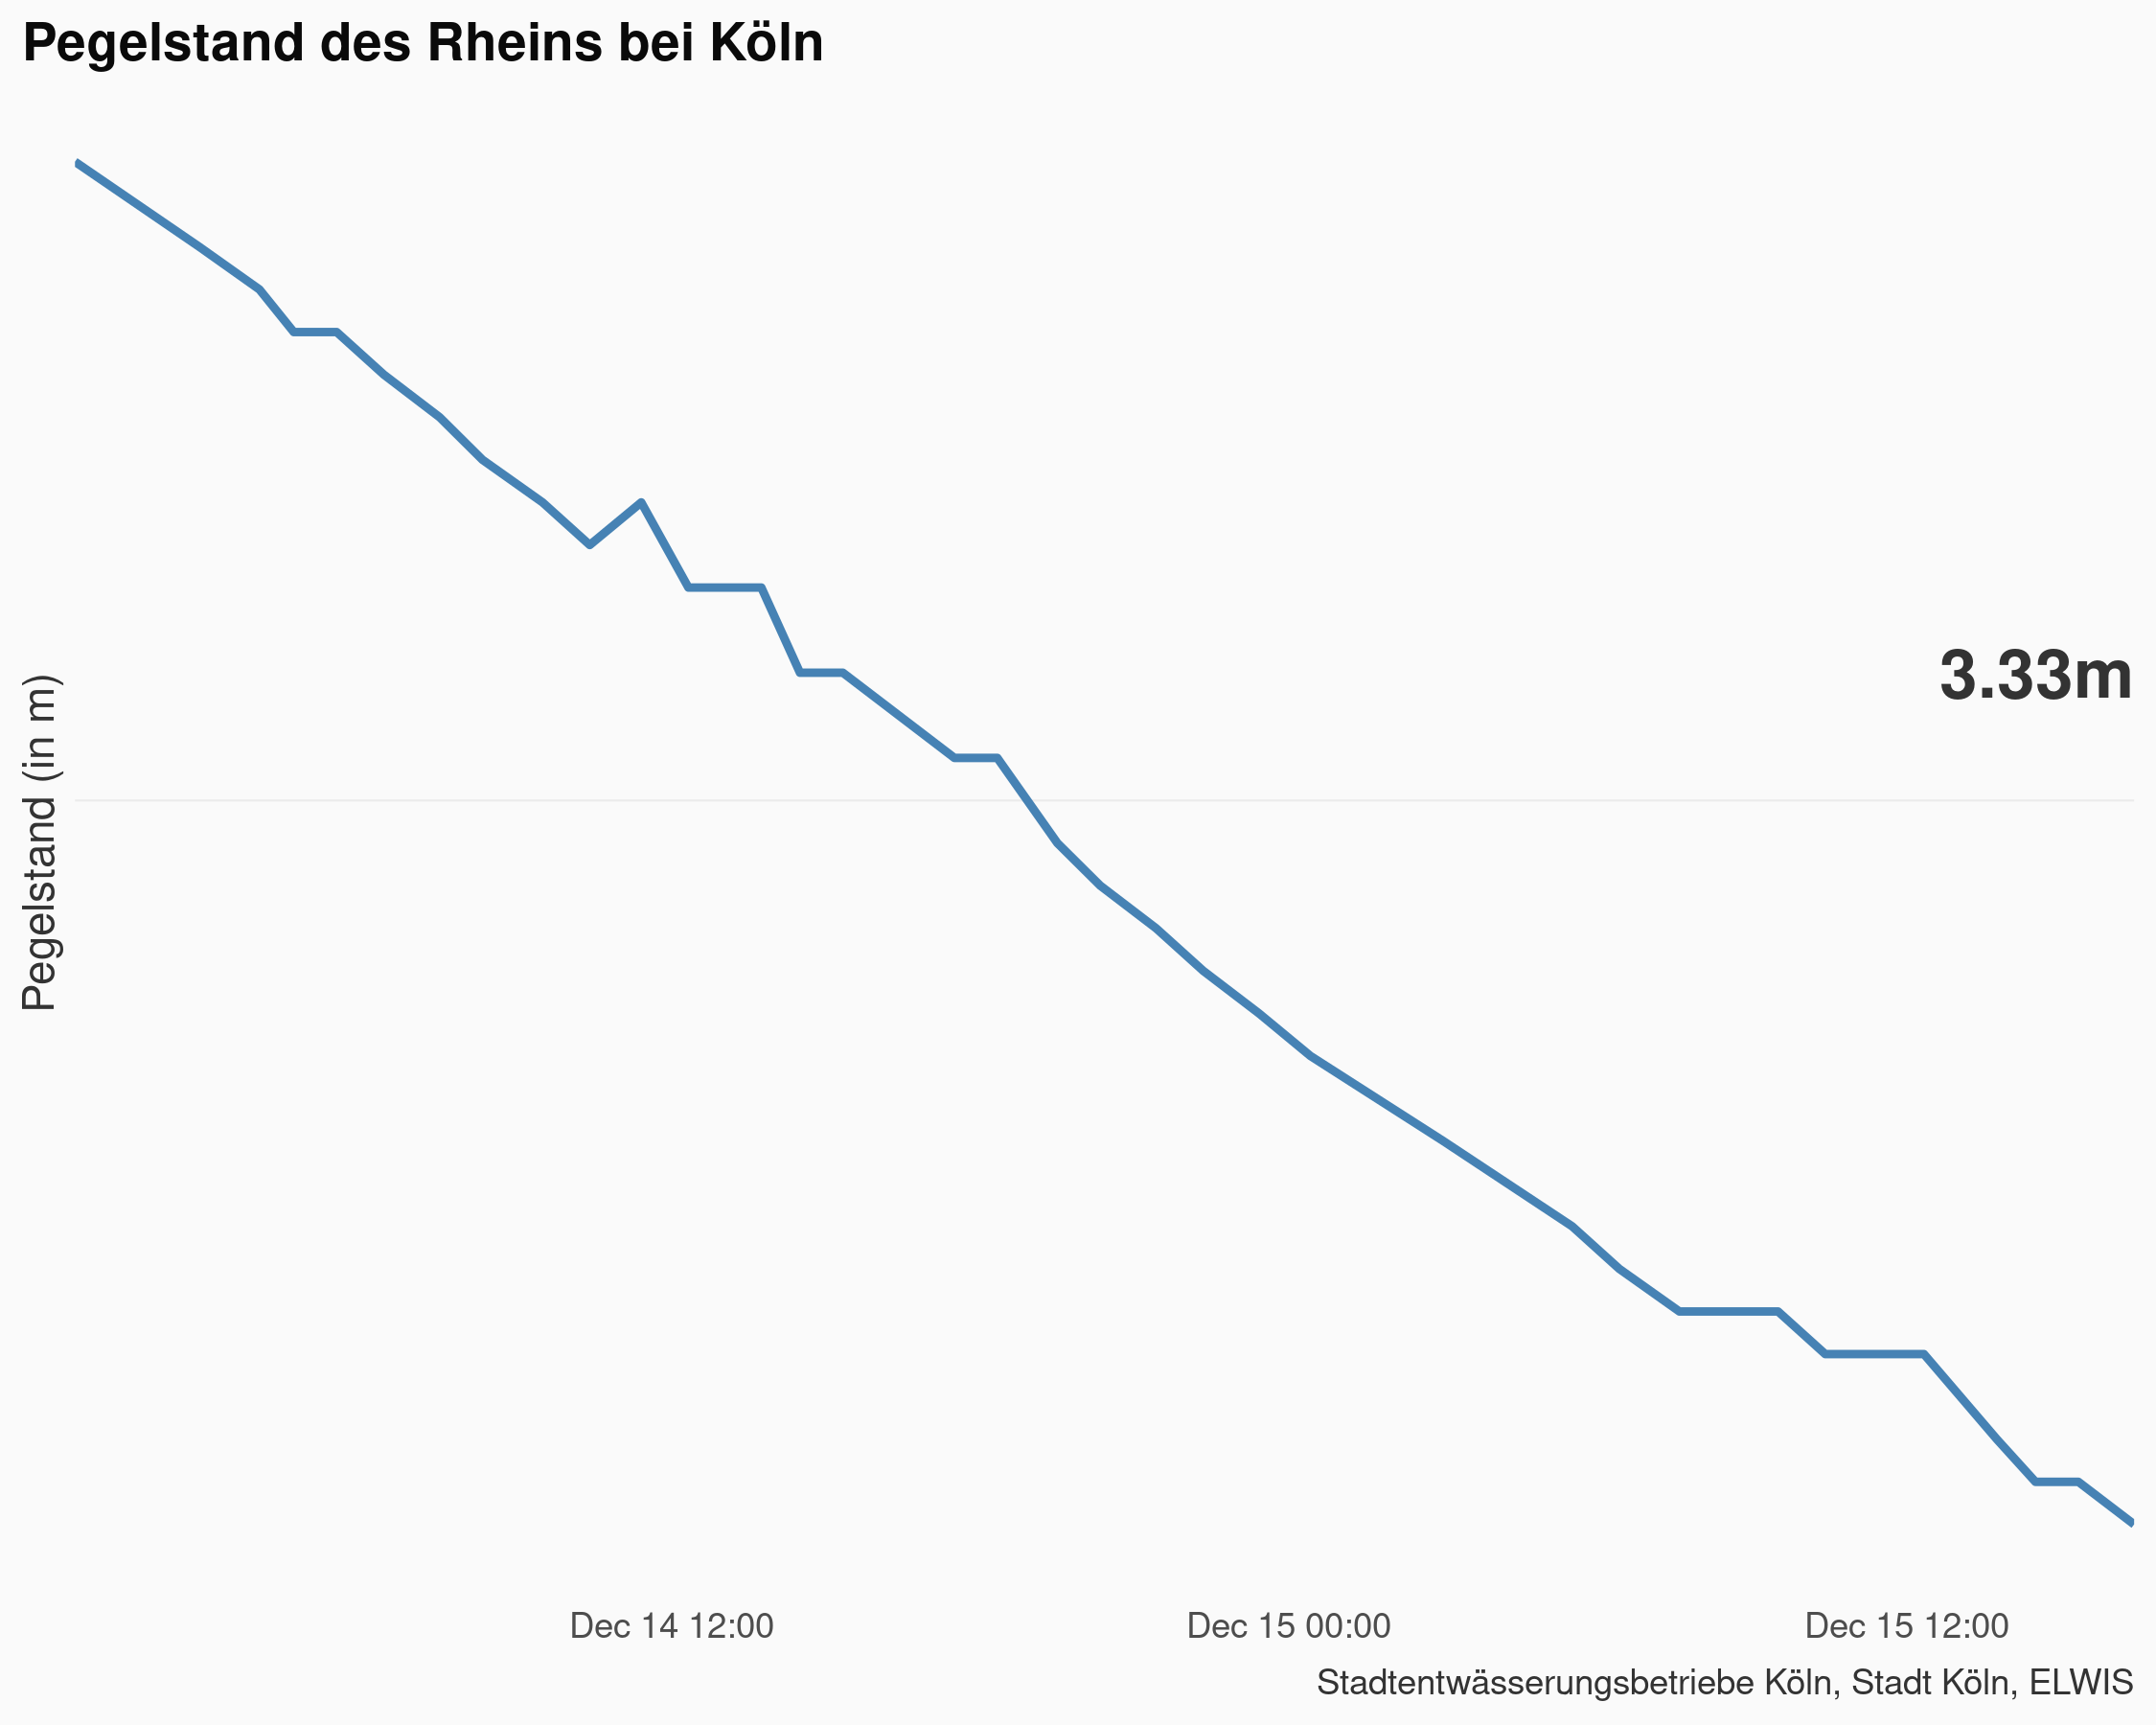 Pegelstand des Rheins bei Köln
Pegelstand (in m)
3.33m
Dec 14 12:00
Dec 15 00:00
Dec 15 12:00
Stadtentwässerungsbetriebe Köln, Stadt Köln, ELWIS